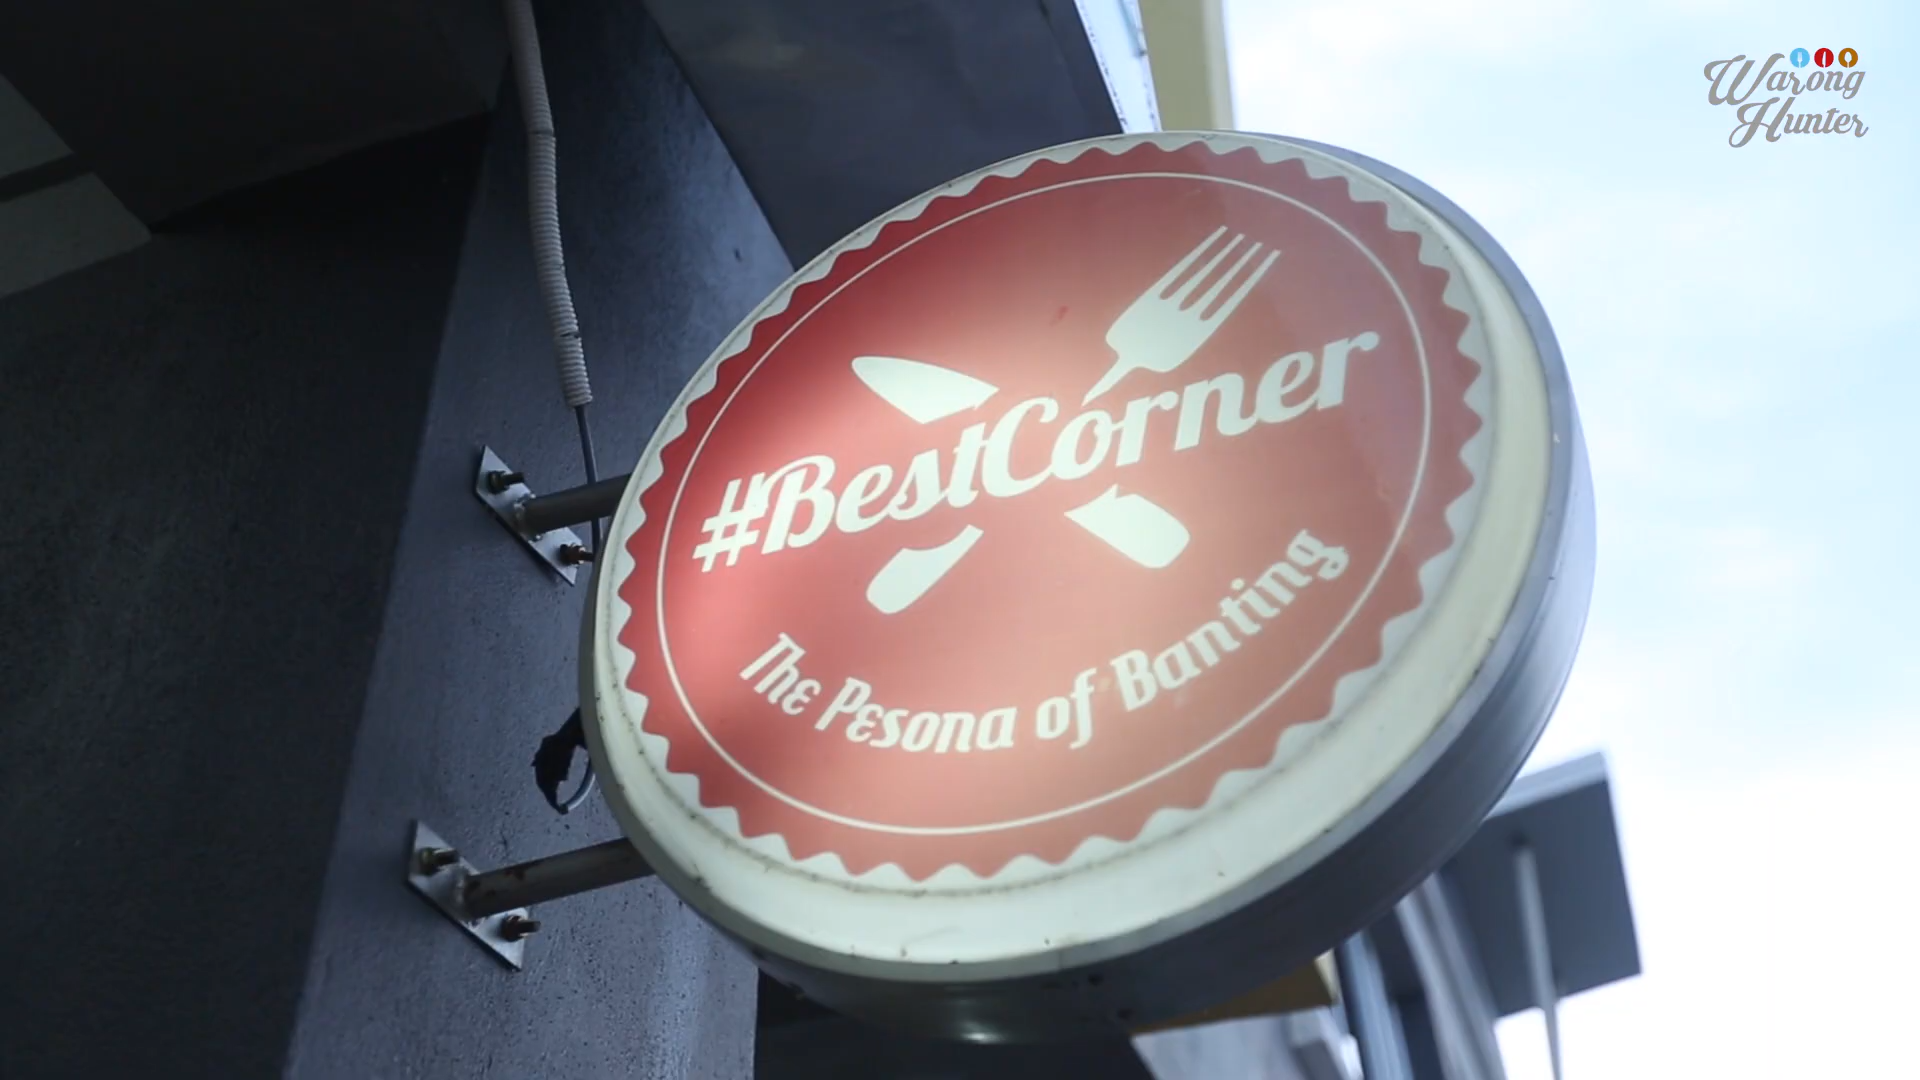 Warong
Hunter
#BestCorner
The Pesona of Banting